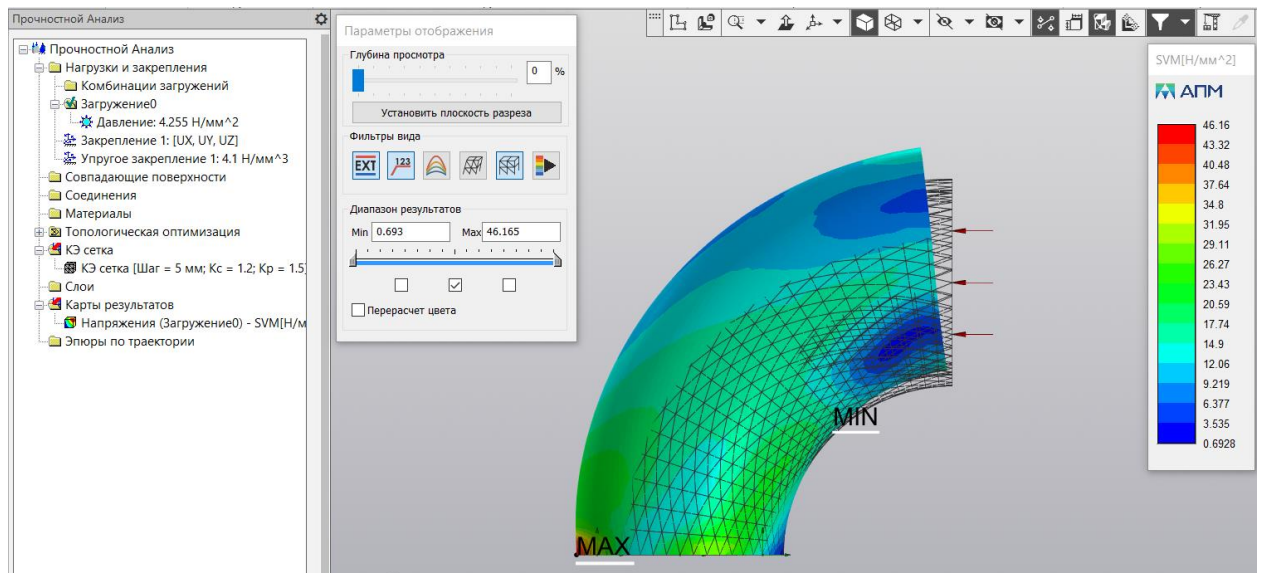 Прочностной Анализ
Прочностной Анализ
Нагрузки и закрепления
Комбинации загружений
Загружение0
Давление: 4.255 Н/мм^2
Закрепление 1: [UX, UY, UZ]
Упругое закрепление 1: 4.1 Н/мм^3
Совпадающие поверхности
Соединения
Материалы
Топологическая оптимизация
КЭ сетка
КЭ сетка [Шаг = 5 мм; Кс = 1.2; Кр = 1.5]
Слои
Карты результатов
Напряжения (Загружение0) - SVM[Н/м
Эпюры по траектории
Параметры отображения
Глубина просмотра
0 %
Установить плоскость разреза
Фильтры вида
EXT
123
Диапазон результатов
Min 0.693 Max 46.165
Перерасчет цвета
MIN
MAX
SVM[Н/мм^2]
АПМ
46.16
43.32
40.48
37.64
34.8
31.95
29.11
26.27
23.43
20.59
17.74
14.9
12.06
9.219
6.377
3.535
0.6928